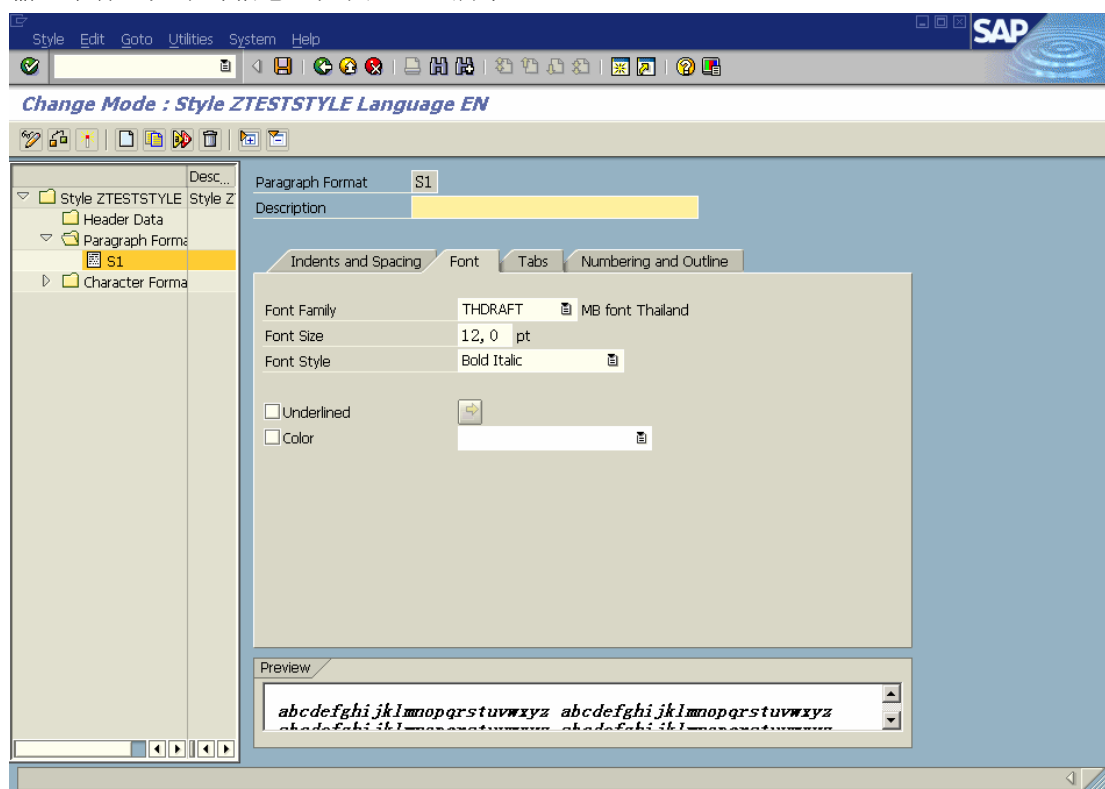 Style Edit Goto Utilities System Help
SAP
Change Mode : Style ZTESTSTYLE Language EN
Desc...
Style ZTESTSTYLE Style Z
Header Data
Paragraph Forma
S1
Character Forma
Paragraph Format S1
Description
Indents and Spacing Font Tabs Numbering and Outline
Font Family THDRAFT MB font Thailand
Font Size 12,0 pt
Font Style Bold Italic
Underlined
Color
Preview
abcdefghijklmnopqrstuvwxyz abcdefghijklmnopqrstuvwxyz